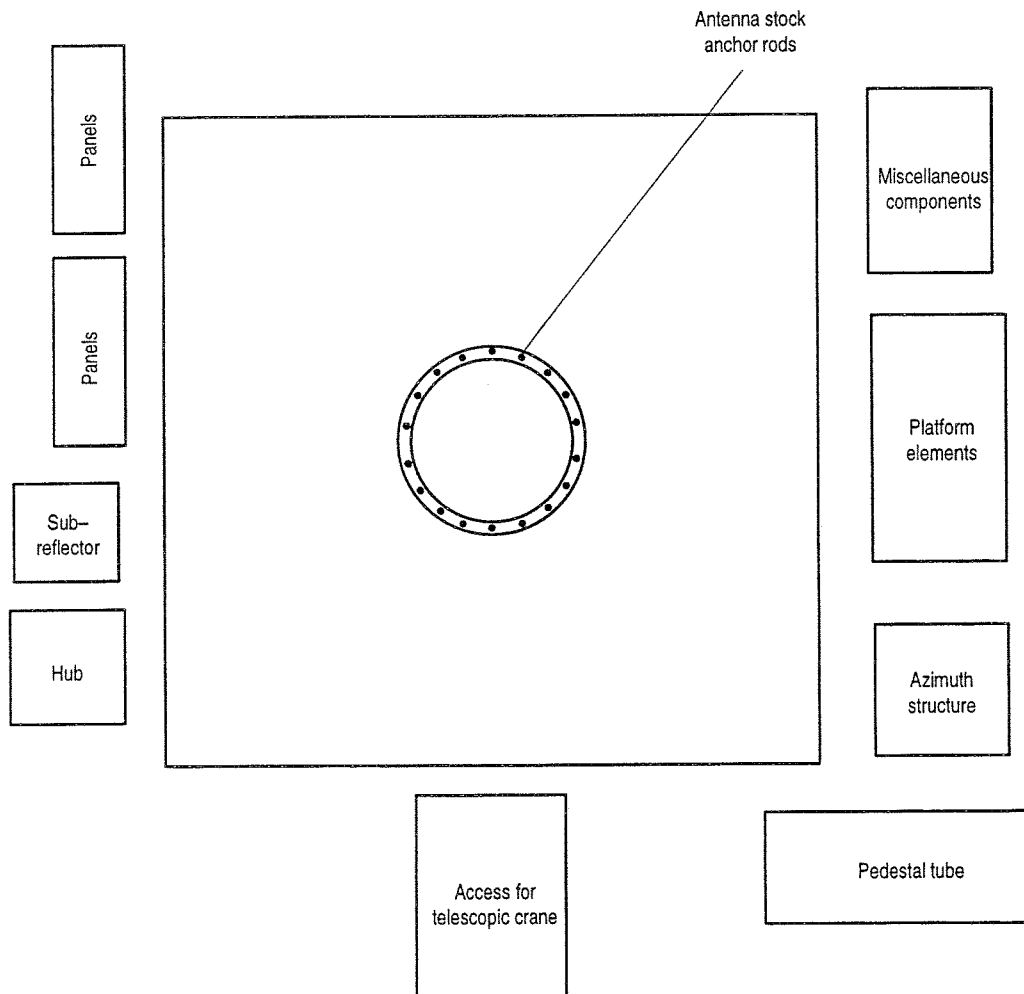 Antenna stock
anchor rods
Panels
Miscellaneous
components
Panels
Platform
elements
Sub–
reflector
Hub
Azimuth
structure
Access for
telescopic crane
Pedestal tube